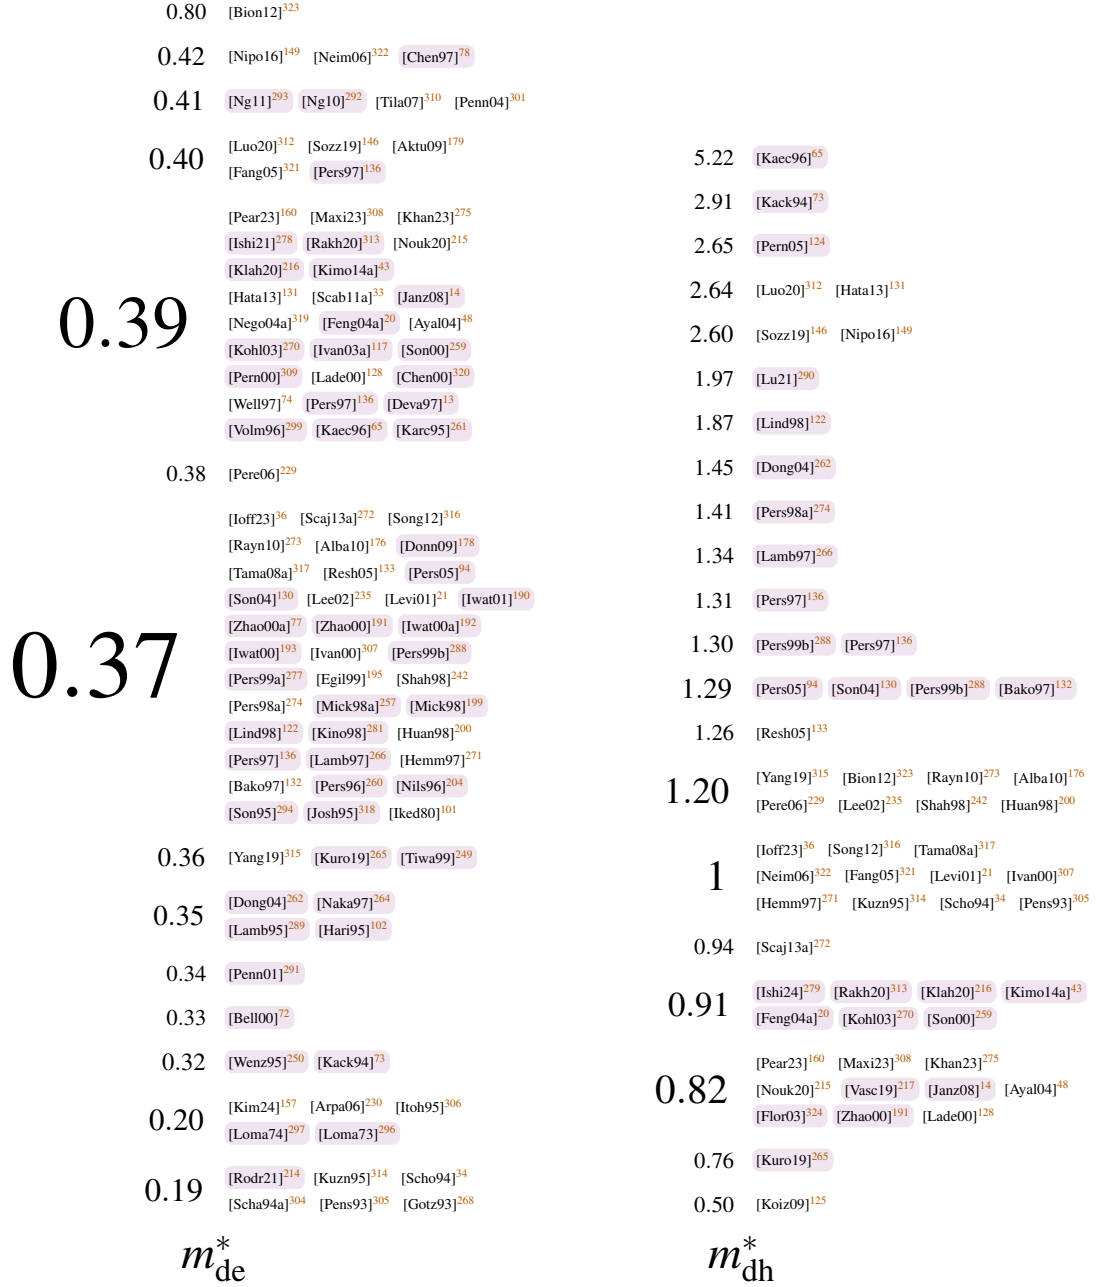 0.80 [Bion12]323
0.42 [Nipo16]149 [Neim06]322 [Chen97]78
0.41 [Ng11]293 [Ng10]292 [Tila07]310 [Penn04]301
0.40 [Luo20]312 [Sozz19]146 [Aktu09]179
[Fang05]321 [Pers97]136
0.39 [Pear23]160 [Maxi23]308 [Khan23]275
[Ishi21]278 [Rakh20]313 [Nouk20]215
[Klah20]216 [Kimo14a]43
[Hata13]131 [Scab11a]33 [Janz08]14
[Nego04a]319 [Feng04a]20 [Ayal04]48
[Kohl03]270 [Ivan03a]117 [Son00]259
[Pern00]309 [Lade00]128 [Chen00]320
[Well97]74 [Pers97]136 [Deva97]13
[Volm96]299 [Kaec96]65 [Karc95]261
0.38 [Pere06]229
0.37 [Ioff23]36 [Scaj13a]272 [Song12]316
[Rayn10]273 [Alba10]176 [Donn09]178
[Tama08a]317 [Resh05]133 [Pers05]94
[Son04]130 [Lee02]235 [Levi01]21 [Iwat01]190
[Zhao00a]77 [Zhao00]191 [Iwat00a]192
[Iwat00]193 [Ivan00]307 [Pers99b]288
[Pers99a]277 [Egil99]195 [Shah98]242
[Pers98a]274 [Mick98a]257 [Mick98]199
[Lind98]122 [Kino98]281 [Huan98]200
[Pers97]136 [Lamb97]266 [Hemm97]271
[Bako97]132 [Pers96]260 [Nils96]204
[Son95]294 [Josh95]318 [Iked80]101
0.36 [Yang19]315 [Kuro19]265 [Tiwa99]249
0.35 [Dong04]262 [Naka97]264
[Lamb95]289 [Hari95]102
0.34 [Penn01]291
0.33 [Bell00]72
0.32 [Wenz95]250 [Kack94]73
0.20 [Kim24]157 [Arpa06]230 [Itoh95]306
[Loma74]297 [Loma73]296
0.19 [Rodr21]214 [Kuzn95]314 [Scho94]34
[Scha94a]304 [Pens93]305 [Gotz93]268
m*de
5.22 [Kaec96]65
2.91 [Kack94]73
2.65 [Pern05]124
2.64 [Luo20]312 [Hata13]131
2.60 [Sozz19]146 [Nipo16]149
1.97 [Lu21]290
1.87 [Lind98]122
1.45 [Dong04]262
1.41 [Pers98a]274
1.34 [Lamb97]266
1.31 [Pers97]136
1.30 [Pers99b]288 [Pers97]136
1.29 [Pers05]94 [Son04]130 [Pers99b]288 [Bako97]132
1.26 [Resh05]133
1.20 [Yang19]315 [Bion12]323 [Rayn10]273 [Alba10]176
[Pere06]229 [Lee02]235 [Shah98]242 [Huan98]200
1 [Ioff23]36 [Song12]316 [Tama08a]317
[Neim06]322 [Fang05]321 [Levi01]21 [Ivan00]307
[Hemm97]271 [Kuzn95]314 [Scho94]34 [Pens93]305
0.94 [Scaj13a]272
0.91 [Ishi24]279 [Rakh20]313 [Klah20]216 [Kimo14a]43
[Feng04a]20 [Kohl03]270 [Son00]259
0.82 [Pear23]160 [Maxi23]308 [Khan23]275
[Nouk20]215 [Vasc19]217 [Janz08]14 [Ayal04]48
[Flor03]324 [Zhao00]191 [Lade00]128
0.76 [Kuro19]265
0.50 [Koiz09]125
m*dh